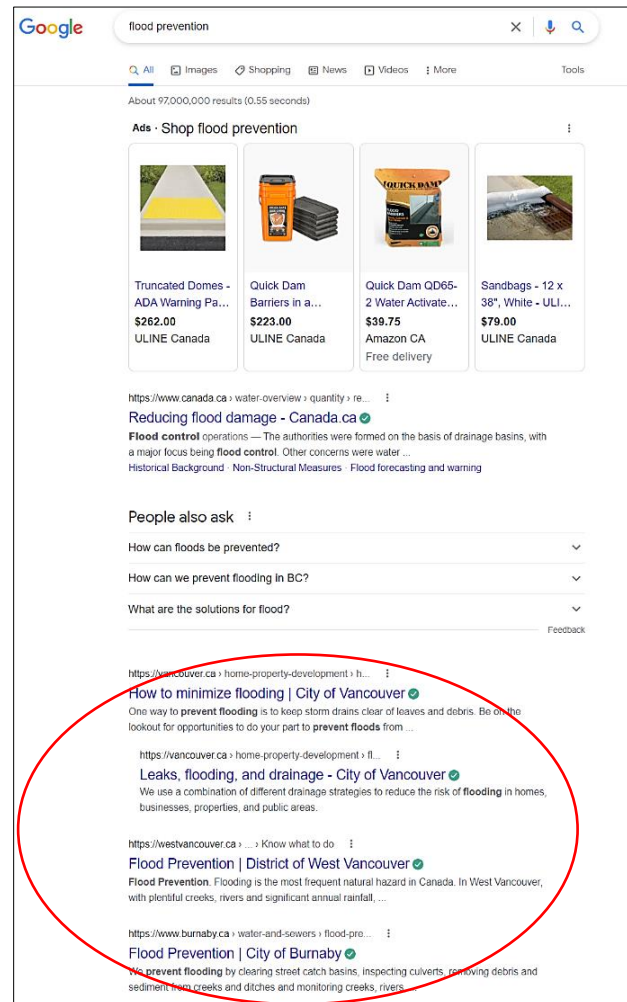 Google
flood prevention
All Images Shopping News Videos More Tools
About 97,000,000 results (0.55 seconds)
Ads · Shop flood prevention
Truncated Domes -
ADA Warning Pa...
$262.00
ULINE Canada
Quick Dam
Barriers in a...
$223.00
ULINE Canada
QUICK DAM
FLOOD
BARRIERS
Quick Dam QD65-
2 Water Activate...
$39.75
Amazon CA
Free delivery
Sandbags - 12 x
38", White - ULI...
$79.00
ULINE Canada
https://www.canada.ca › water-overview › quantity › re...
Reducing flood damage - Canada.ca
Flood control operations — The authorities were formed on the basis of drainage basins, with
a major focus being flood control. Other concerns were water ...
Historical Background · Non-Structural Measures · Flood forecasting and warning
People also ask
How can floods be prevented?
How can we prevent flooding in BC?
What are the solutions for flood?
Feedback
https://vancouver.ca › home-property-development › h...
How to minimize flooding | City of Vancouver
One way to prevent flooding is to keep storm drains clear of leaves and debris. Be on the
lookout for opportunities to do your part to prevent floods from ...
https://vancouver.ca › home-property-development › fl...
Leaks, flooding, and drainage - City of Vancouver
We use a combination of different drainage strategies to reduce the risk of flooding in homes,
businesses, properties, and public areas.
https://westvancouver.ca › ... › Know what to do
Flood Prevention | District of West Vancouver
Flood Prevention. Flooding is the most frequent natural hazard in Canada. In West Vancouver,
with plentiful creeks, rivers and significant annual rainfall, ...
https://www.burnaby.ca › water-and-sewers › flood-pre...
Flood Prevention | City of Burnaby
We prevent flooding by clearing street catch basins, inspecting culverts, removing debris and
sediment from creeks and ditches and monitoring creeks, rivers ...